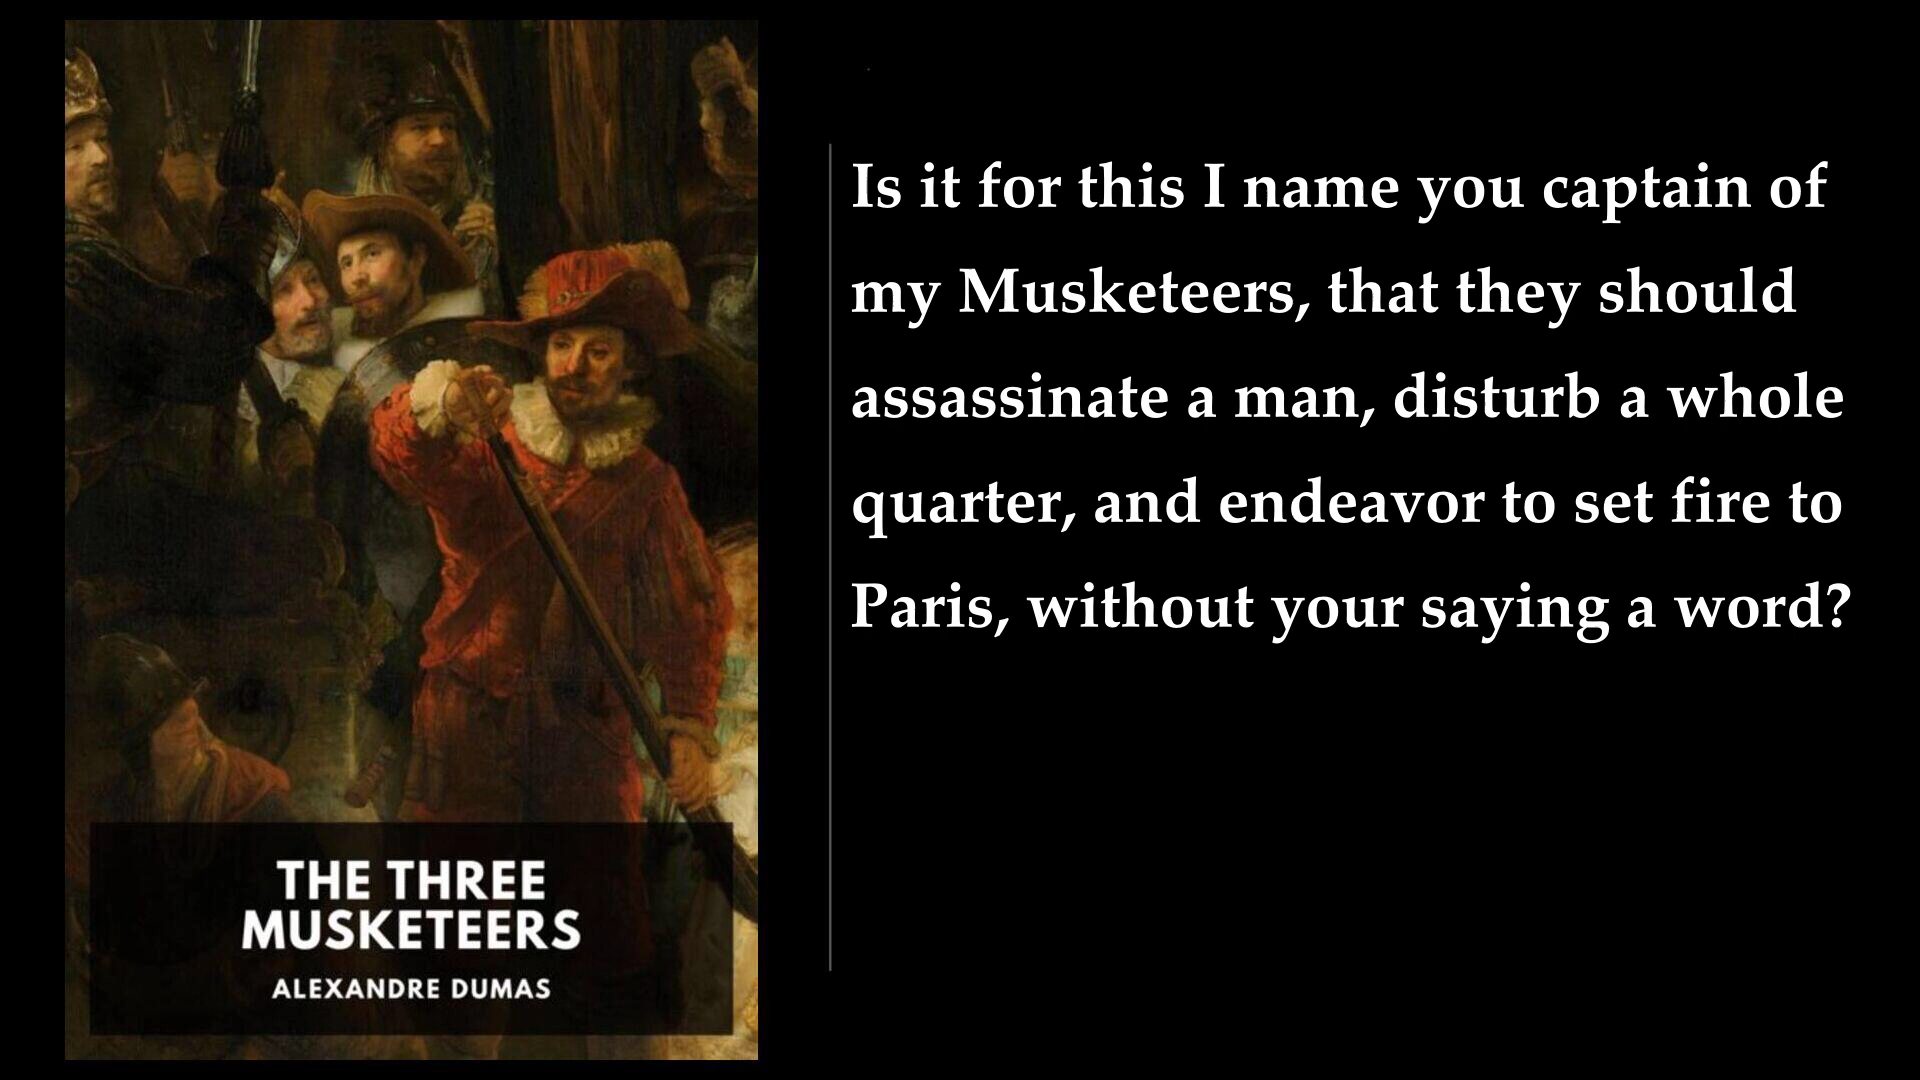 Is it for this I name you captain of
my Musketeers, that they should
assassinate a man, disturb a whole
quarter, and endeavor to set fire to
Paris, without your saying a word?
THE THREE
MUSKETEERS
ALEXANDRE DUMAS